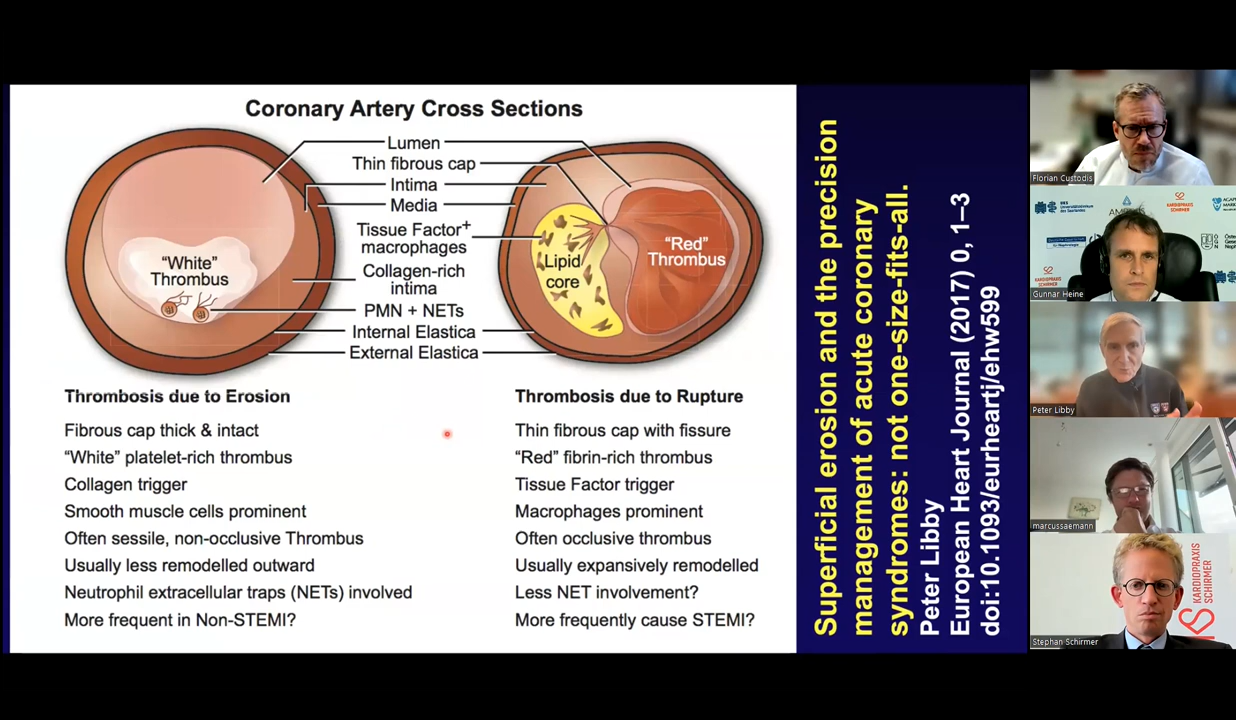 Coronary Artery Cross Sections
Lumen
Thin fibrous cap
Intima
Media
Tissue Factor+
macrophages
Collagen-rich
intima
PMN + NETs
Internal Elastica
External Elastica
“White”
Thrombus
Lipid
core
“Red”
Thrombus
Thrombosis due to Erosion
Fibrous cap thick & intact
“White” platelet-rich thrombus
Collagen trigger
Smooth muscle cells prominent
Often sessile, non-occlusive Thrombus
Usually less remodelled outward
Neutrophil extracellular traps (NETs) involved
More frequent in Non-STEMI?
Thrombosis due to Rupture
Thin fibrous cap with fissure
“Red” fibrin-rich thrombus
Tissue Factor trigger
Macrophages prominent
Often occlusive thrombus
Usually expansively remodelled
Less NET involvement?
More frequently cause STEMI?
Superficial erosion and the precision
management of acute coronary
syndromes: not one-size-fits-all.
Peter Libby
European Heart Journal (2017) 0, 1–3
doi:10.1093/eurheartj/ehw599
Florian Custodis
KARDIOPRAXIS
SCHIRMER
Gunnar Heine
Peter Libby
marcussaemann
KARDIOPRAXIS
SCHIRMER
Stephan Schirmer